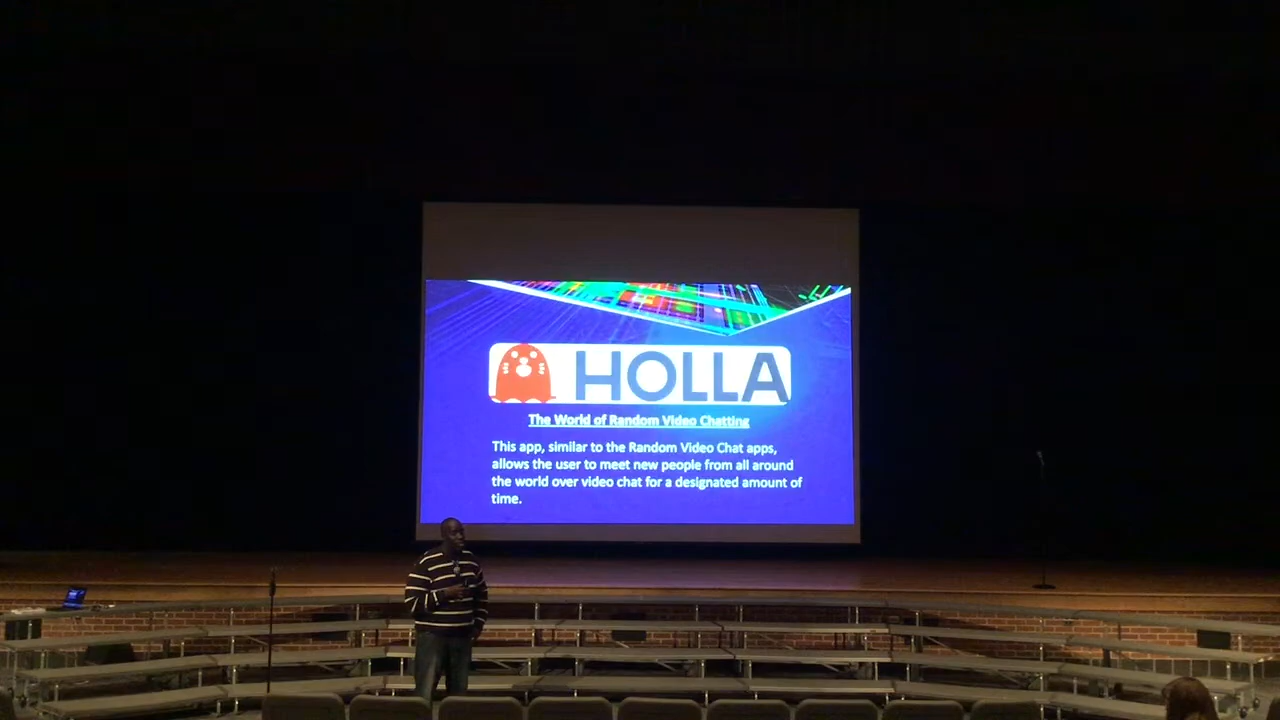 HOLLA
The World of Random Video Chatting
This app, similar to the Random Video Chat apps,
allows the user to meet new people from all around
the world over video chat for a designated amount of
time.